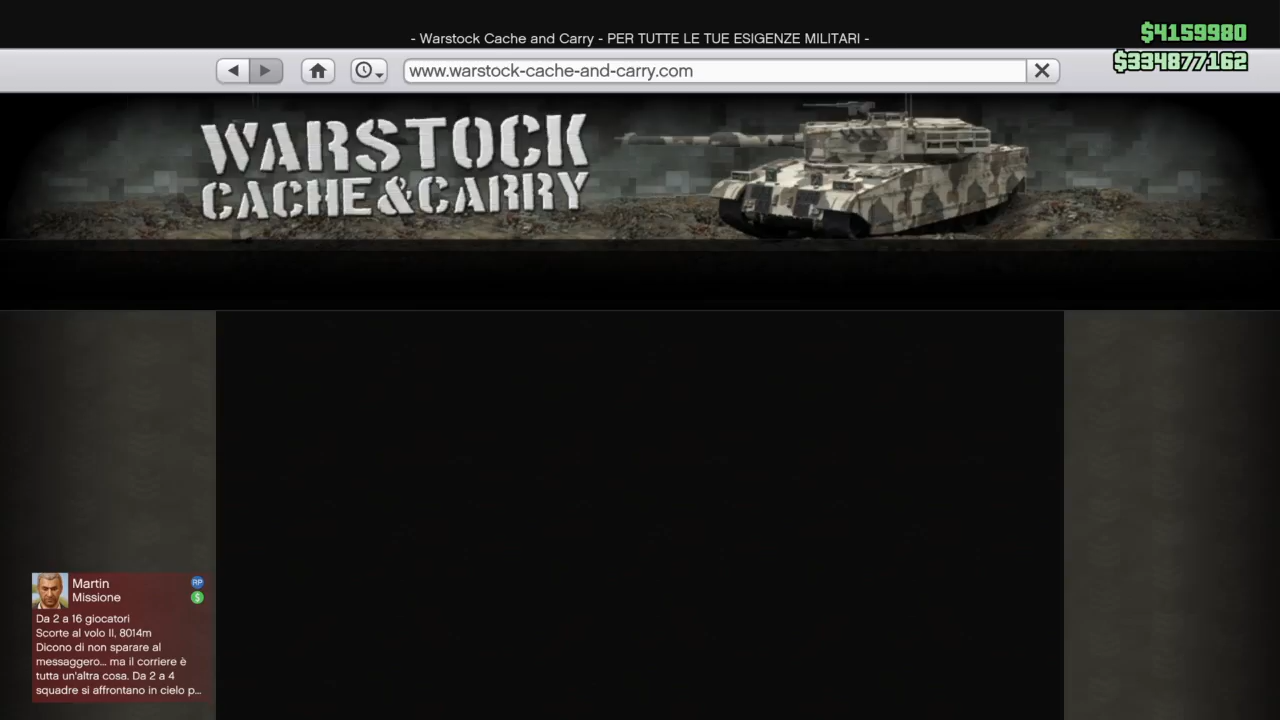 - Warstock Cache and Carry - PER TUTTE LE TUE ESIGENZE MILITARI -
$4159980
$334877162
www.warstock-cache-and-carry.com
WARSTOCK
CACHE&CARRY
Martin
RP
Missione
$
Da 2 a 16 giocatori
Scorte al volo II, 8014m
Dicono di non sparare al
messaggero... ma il corriere è
tutta un'altra cosa. Da 2 a 4
squadre si affrontano in cielo p...